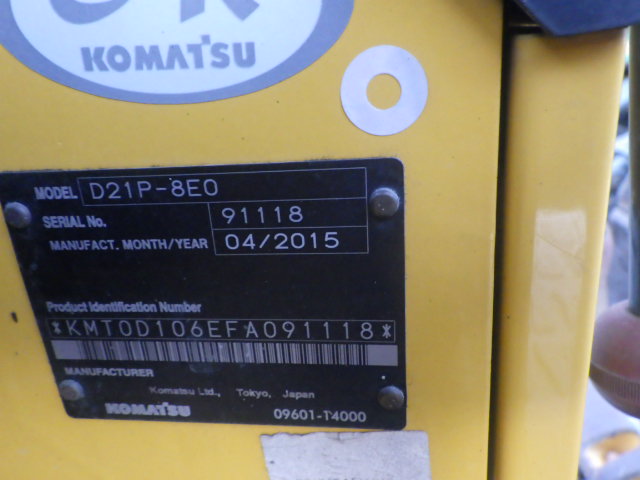 KOMATSU
MODEL D21P-8E0
SERIAL No. 91118
MANUFACT. MONTH/YEAR 04/2015
Product Identification Number
*KMT0D106EFA091118*
MANUFACTURER
Komatsu Ltd., Tokyo, Japan
KOMATSU 09601-14000